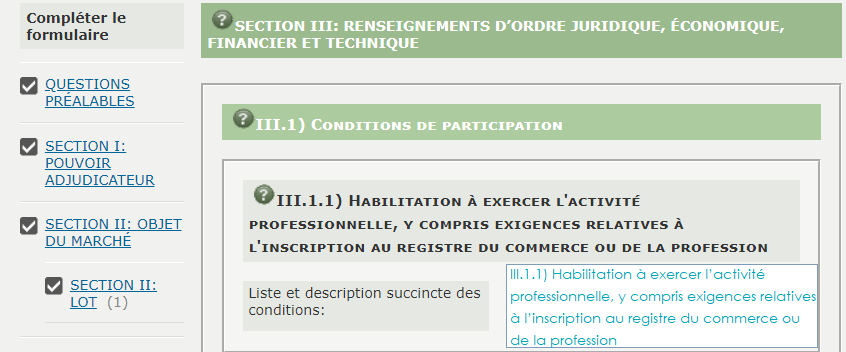 Compléter le
formulaire
QUESTIONS
PRÉALABLES
SECTION I:
POUVOIR
ADJUDICATEUR
SECTION II: OBJET
DU MARCHÉ
SECTION II:
LOT (1)
?SECTION III: RENSEIGNEMENTS D’ORDRE JURIDIQUE, ÉCONOMIQUE,
FINANCIER ET TECHNIQUE
?III.1) Conditions de participation
?III.1.1) Habilitation à exercer l'activité
professionnelle, y compris exigences relatives à
l'inscription au registre du commerce ou de la profession
Liste et description succincte des
conditions:
III.1.1) Habilitation à exercer l’activité
professionnelle, y compris exigences relatives
à l’inscription au registre du commerce ou
de la profession